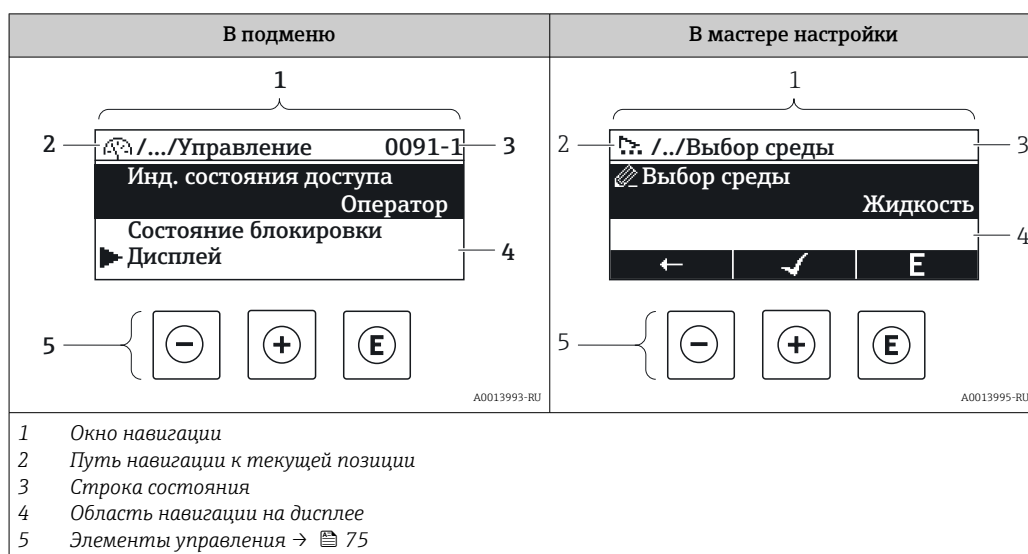 В подменю
В мастере настройки
1
2
/.../Управление 0091-1
3
Инд. состояния доступа
Оператор
Состояние блокировки
Дисплей
4
5
- + E
A0013993-RU
1
2
/../Выбор среды
3
Выбор среды
Жидкость
4
← ✓ E
5
- + E
A0013995-RU
1 Окно навигации
2 Путь навигации к текущей позиции
3 Строка состояния
4 Область навигации на дисплее
5 Элементы управления → 75